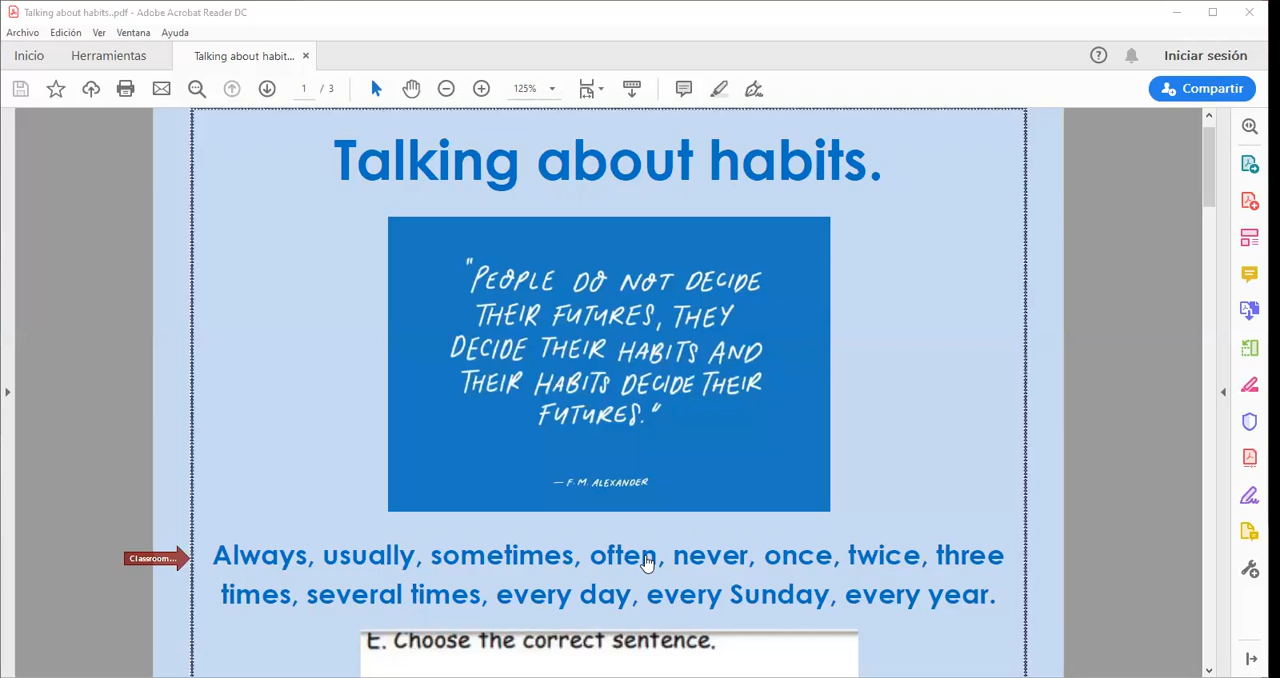 Talking about habits..pdf - Adobe Acrobat Reader DC
Archivo Edición Ver Ventana Ayuda
Inicio Herramientas Talking about habit... × Iniciar sesión
1 / 3 125% Compartir
Talking about habits.
"PEOPLE DO NOT DECIDE
THEIR FUTURES, THEY
DECIDE THEIR HABITS AND
THEIR HABITS DECIDE THEIR
FUTURES."
— F.M. ALEXANDER
Classroom...
Always, usually, sometimes, often, never, once, twice, three
times, several times, every day, every Sunday, every year.
E. Choose the correct sentence.